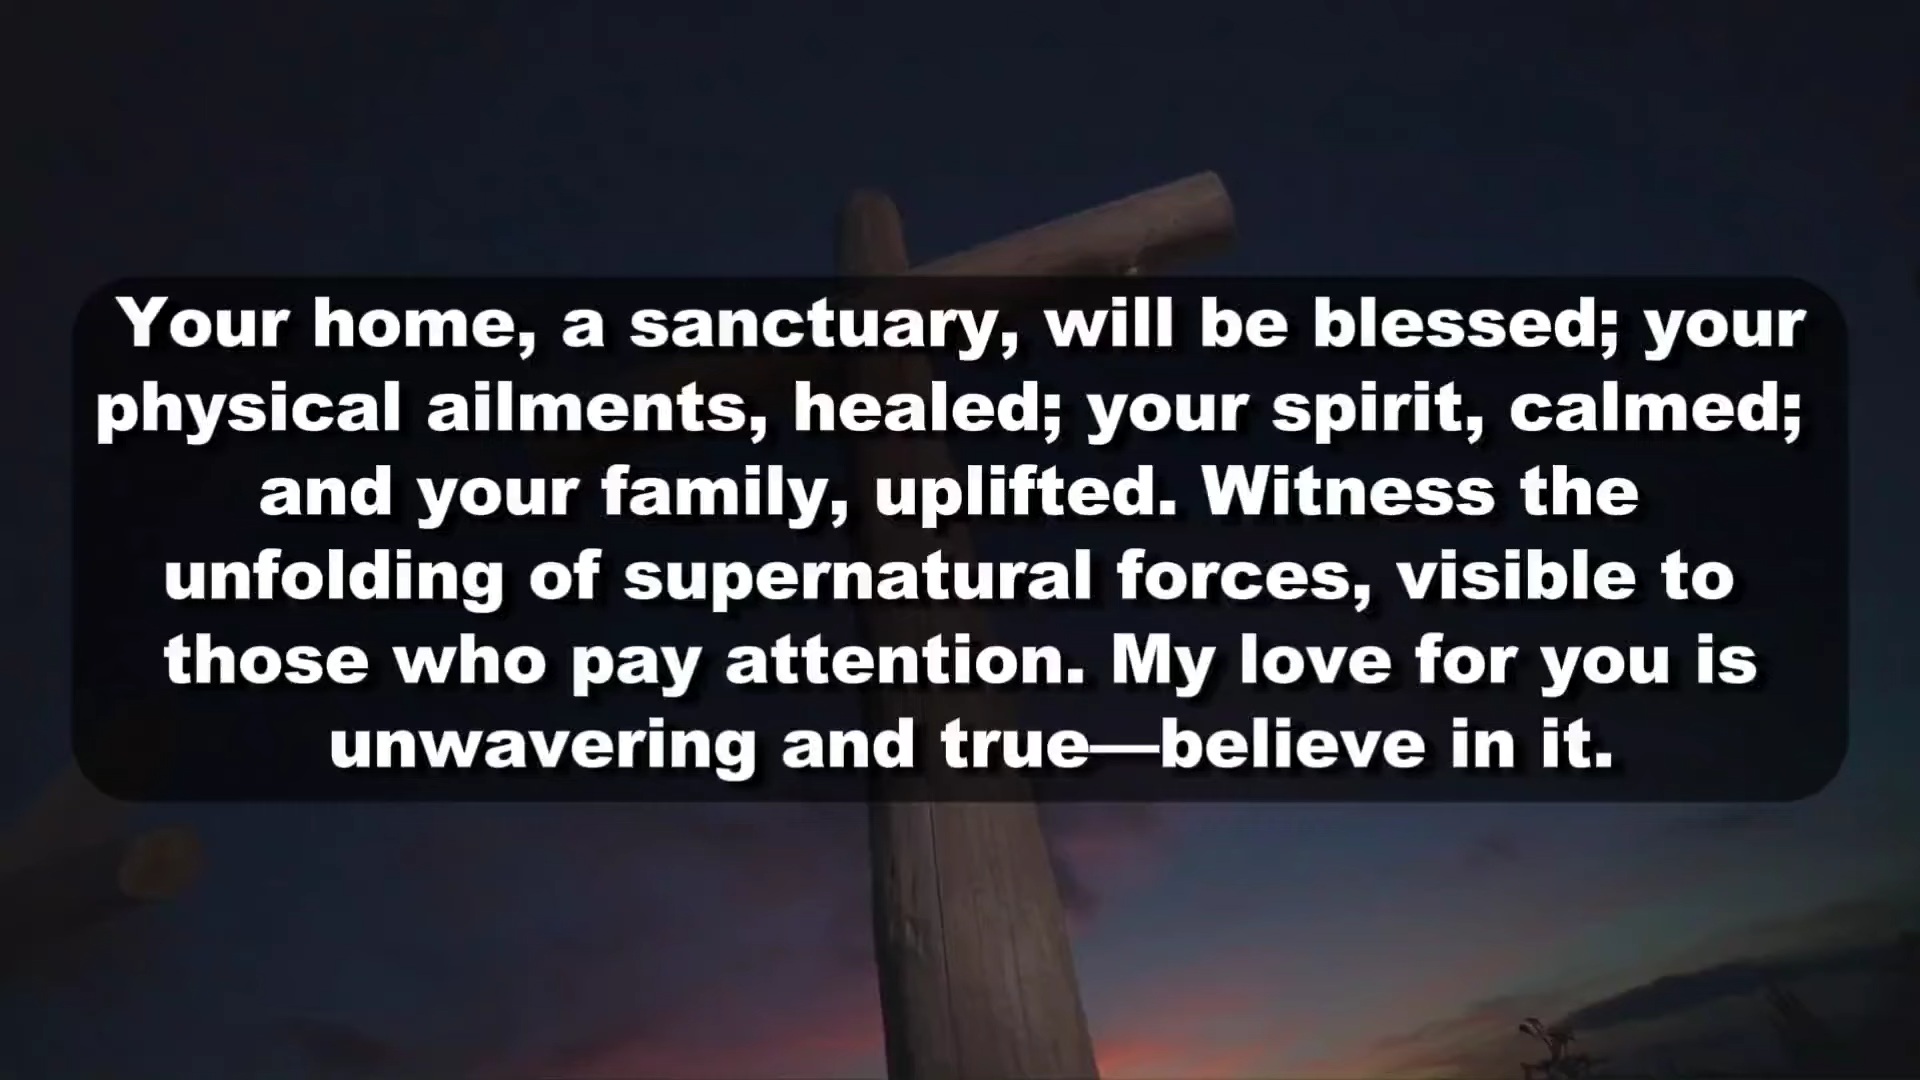 Your home, a sanctuary, will be blessed; your
physical ailments, healed; your spirit, calmed;
and your family, uplifted. Witness the
unfolding of supernatural forces, visible to
those who pay attention. My love for you is
unwavering and true—believe in it.